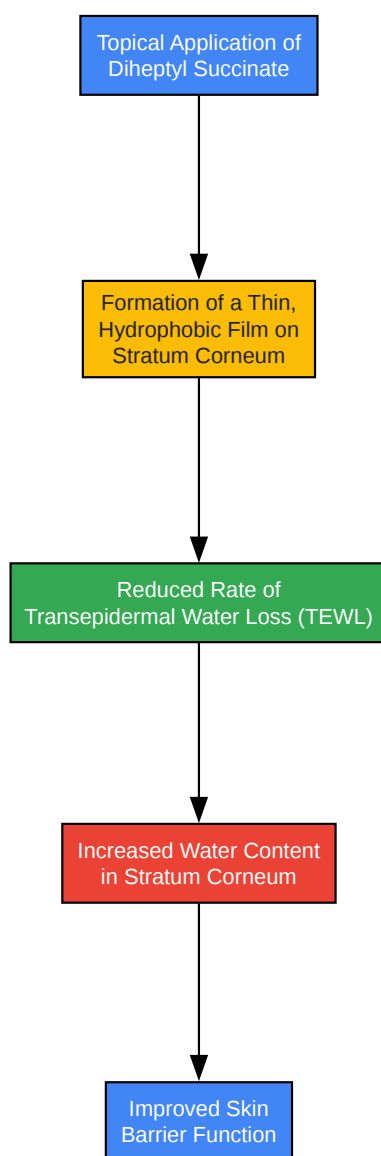 Topical Application of
Diheptyl Succinate
Formation of a Thin,
Hydrophobic Film on
Stratum Corneum
Reduced Rate of
Transepidermal Water Loss (TEWL)
Increased Water Content
in Stratum Corneum
Improved Skin
Barrier Function